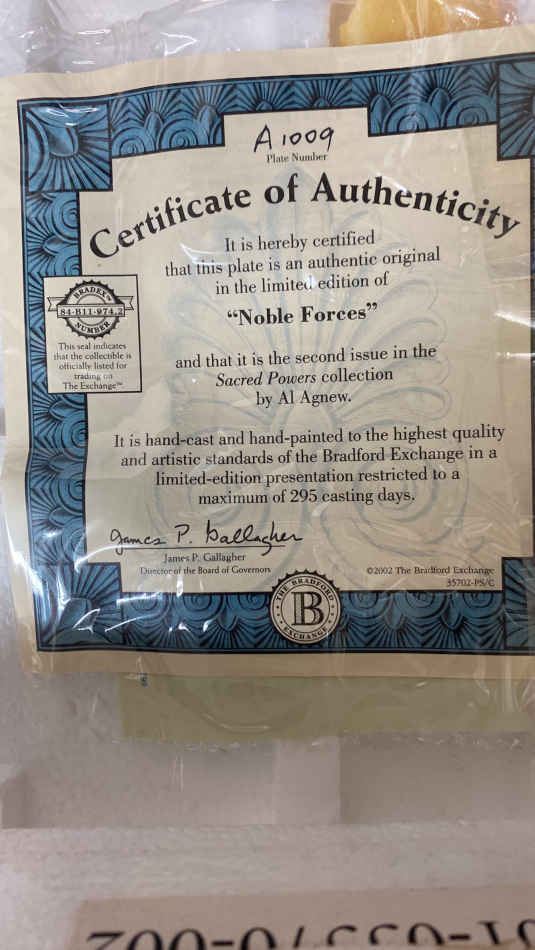 A1009
Plate Number
Certificate of Authenticity
It is hereby certified
that this plate is an authentic original
in the limited edition of
“Noble Forces”
and that it is the second issue in the
Sacred Powers collection
by Al Agnew.
It is hand-cast and hand-painted to the highest quality
and artistic standards of the Bradford Exchange in a
limited-edition presentation restricted to a
maximum of 295 casting days.
BRADEX™
84-B11-974.2
NUMBER
This seal indicates
that the collectible is
officially listed for
trading on
The Exchange™
James P. Gallagher
James P. Gallagher
Director of the Board of Governors
©2002 The Bradford Exchange
35702-PS/C
THE BRADFORD
B
EXCHANGE